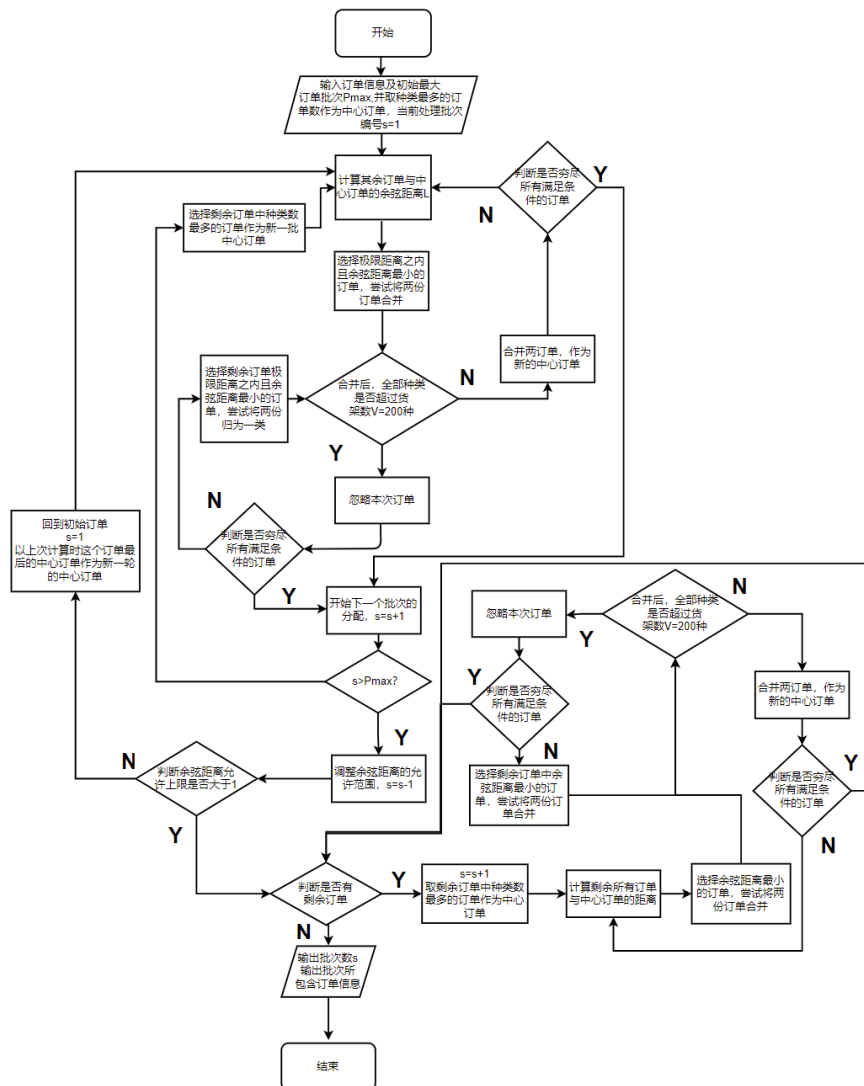 开始
输入订单信息及初始最大
订单批次Pmax,并取种类最多的订
单数作为中心订单，当前处理批次
编号s=1
计算其余订单与中
心订单的余弦距离L
判断是否穷尽
所有满足条
件的订单
Y
N
选择剩余订单中种类数
最多的订单作为新一批
中心订单
选择极限距离之内
且余弦距离最小的
订单，尝试将两份
订单合并
合并两订单，作为
新的中心订单
选择剩余订单极
限距离之内且余
弦距离最小的订
单，尝试将两份
归为一类
合并后，全部种类
是否超过货
架数V=200种
N
Y
忽略本次订单
N
判断是否穷尽
所有满足条
件的订单
Y
回到初始订单
s=1
以上次计算时这个订单最
后的中心订单作为新一轮
的中心订单
开始下一个批次的
分配，s=s+1
s>Pmax?
Y
调整余弦距离的允
许范围，s=s-1
N
判断余弦距离允
许上限是否大于1
Y
忽略本次订单
Y
合并后，全部种类
是否超过货
架数V=200种
N
Y
判断是否穷尽
所有满足条
件的订单
N
合并两订单，作为
新的中心订单
选择剩余订单中余
弦距离最小的订
单，尝试将两份订
单合并
判断是否穷尽
所有满足条
件的订单
Y
N
判断是否有
剩余订单
Y
N
s=s+1
取剩余订单中种类数
最多的订单作为中心
订单
计算剩余所有订单
与中心订单的距离
选择余弦距离最小
的订单，尝试将两
份订单合并
输出批次数s
输出批次所
包含订单信息
结束